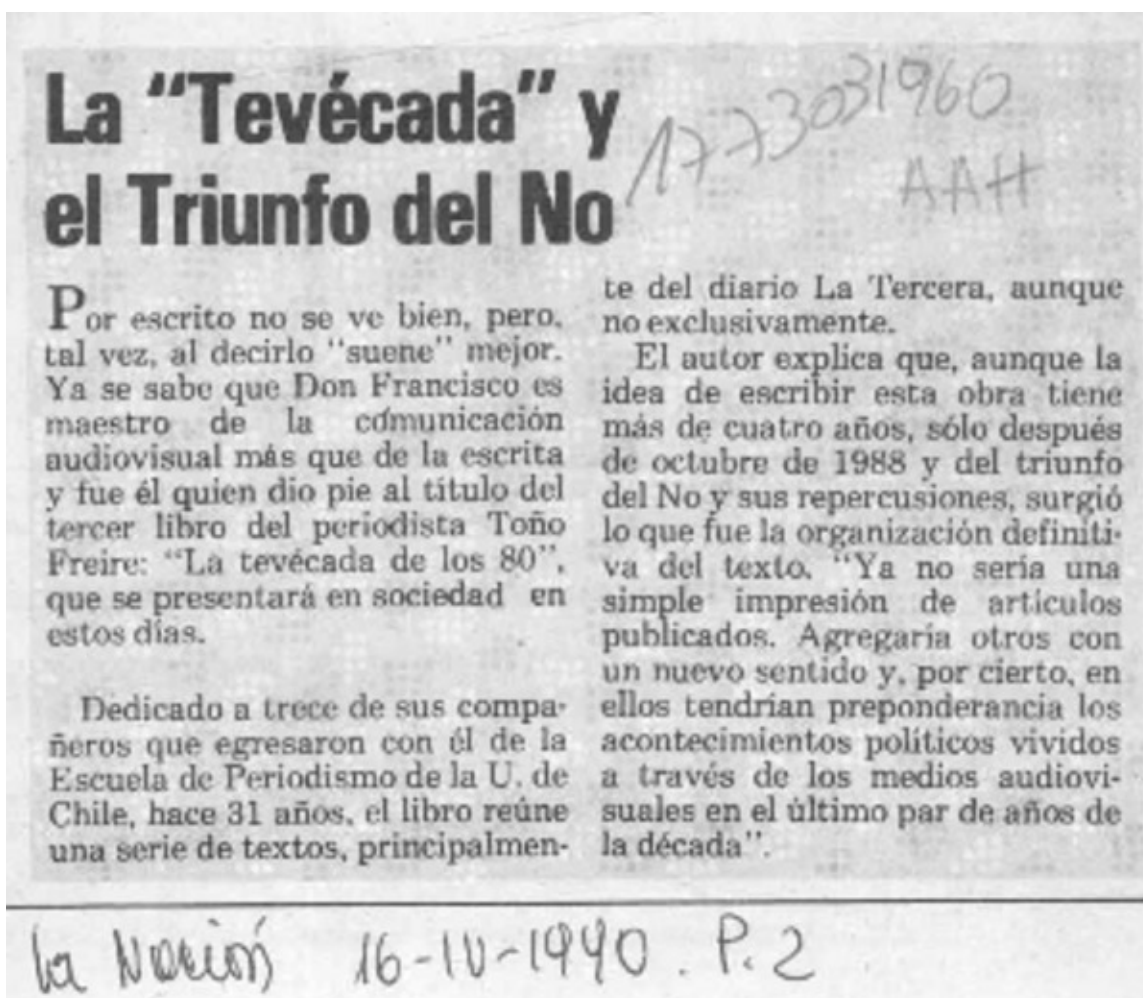 La “Tevécada” y
el Triunfo del No
1773031960
AAH
Por escrito no se ve bien, pero,
tal vez, al decirlo “suene” mejor.
Ya se sabe que Don Francisco es
maestro de la cómunicación
audiovisual más que de la escrita
y fue él quien dio pie al título del
tercer libro del periodista Toño
Freire: “La tevécada de los 80”,
que se presentará en sociedad en
estos días.
Dedicado a trece de sus compa-
ñeros que egresaron con él de la
Escuela de Periodismo de la U. de
Chile, hace 31 años, el libro reúne
una serie de textos, principalmen-
te del diario La Tercera, aunque
no exclusivamente.
El autor explica que, aunque la
idea de escribir esta obra tiene
más de cuatro años, sólo después
de octubre de 1988 y del triunfo
del No y sus repercusiones, surgió
lo que fue la organización definiti-
va del texto. “Ya no sería una
simple impresión de artículos
publicados. Agregaría otros con
un nuevo sentido y, por cierto, en
ellos tendrían preponderancia los
acontecimientos políticos vividos
a través de los medios audiovi-
suales en el último par de años de
la década”.
La Nación 16-IV-1990. P. 2